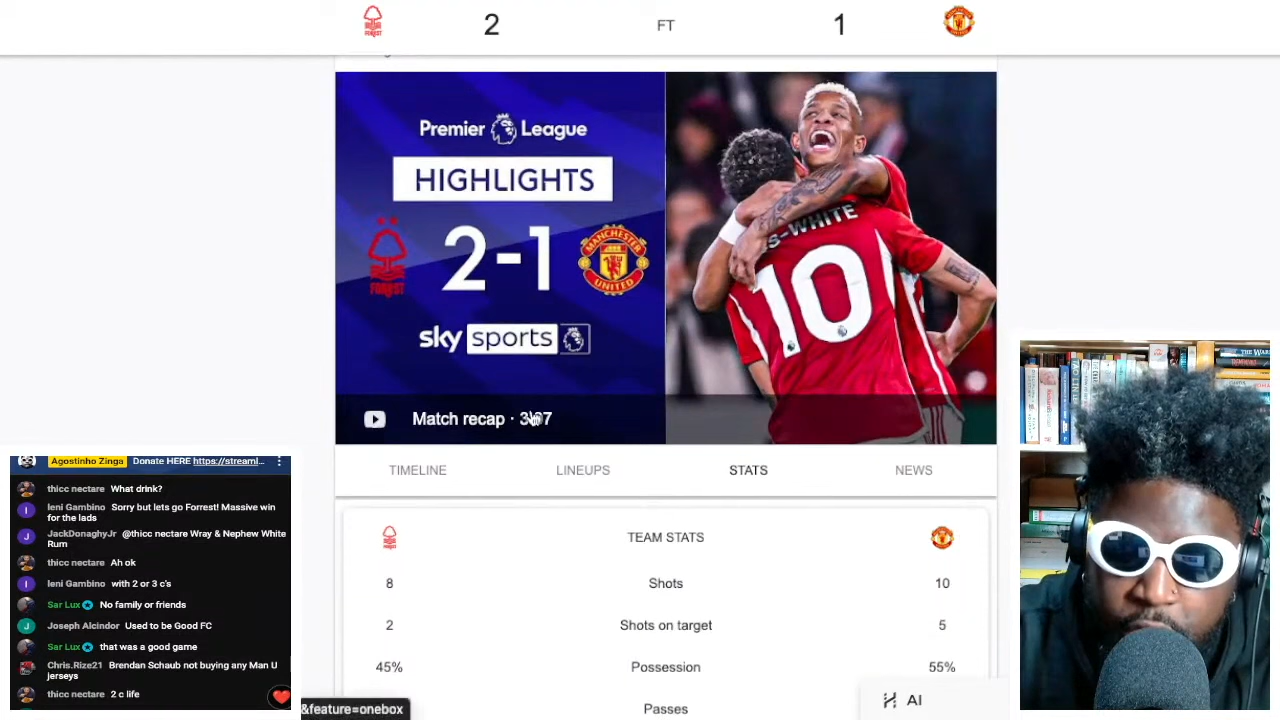 2 FT 1
Premier League
HIGHLIGHTS
2-1
FOREST
MANCHESTER
UNITED
sky sports
S-WHITE
10
Match recap · 3
TIMELINE LINEUPS STATS NEWS
TEAM STATS
8 Shots 10
2 Shots on target 5
45% Possession 55%
Passes
AI
&feature=onebox
Agostinho Zinga Donate HERE https://streaml...
thicc nectare What drink?
Ieni Gambino Sorry but lets go Forrest! Massive win
for the lads
JackDonaghyJr @thicc nectare Wray & Nephew White
Rum
thicc nectare Ah ok
Ieni Gambino with 2 or 3 c's
Sar Lux No family or friends
Joseph Alcindor Used to be Good FC
Sar Lux that was a good game
Chris.Rize21 Brendan Schaub not buying any Man U
jerseys
thicc nectare 2 c life